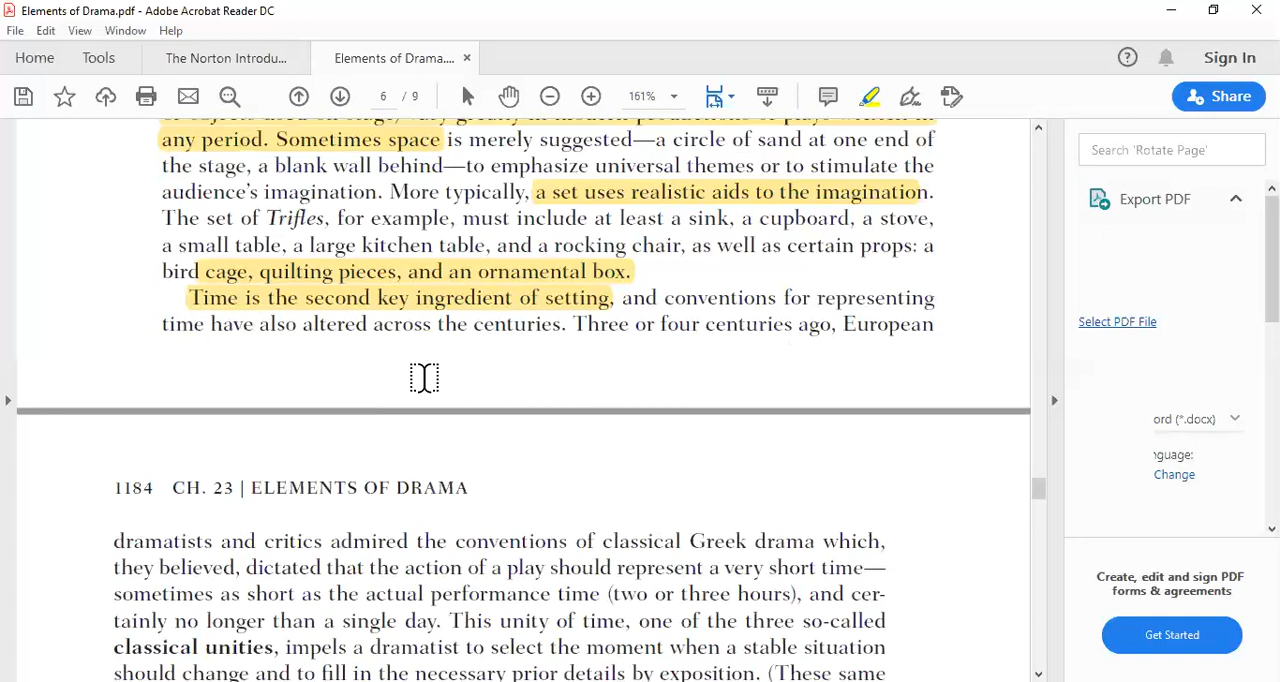 Elements of Drama.pdf - Adobe Acrobat Reader DC
File Edit View Window Help
Home Tools The Norton Introdu... Elements of Drama.... × Sign In
6 / 9 161% Share
any period. Sometimes space is merely suggested—a circle of sand at one end of
the stage, a blank wall behind—to emphasize universal themes or to stimulate the
audience's imagination. More typically, a set uses realistic aids to the imagination.
The set of Trifles, for example, must include at least a sink, a cupboard, a stove,
a small table, a large kitchen table, and a rocking chair, as well as certain props: a
bird cage, quilting pieces, and an ornamental box.
Time is the second key ingredient of setting, and conventions for representing
time have also altered across the centuries. Three or four centuries ago, European
1184 CH. 23 | ELEMENTS OF DRAMA
dramatists and critics admired the conventions of classical Greek drama which,
they believed, dictated that the action of a play should represent a very short time—
sometimes as short as the actual performance time (two or three hours), and cer-
tainly no longer than a single day. This unity of time, one of the three so-called
classical unities, impels a dramatist to select the moment when a stable situation
should change and to fill in the necessary prior details by exposition. (These same
Search 'Rotate Page'
Export PDF
Select PDF File
ord (*.docx)
nguage:
Change
Create, edit and sign PDF
forms & agreements
Get Started